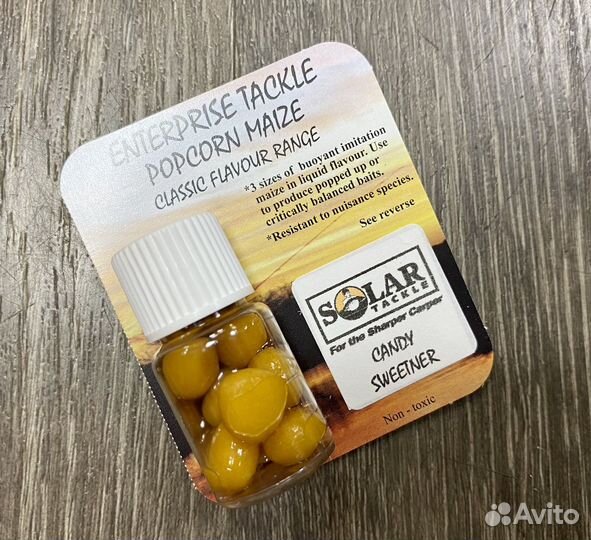 ENTERPRISE TACKLE
POPCORN MAIZE
CLASSIC FLAVOUR RANGE
*3 sizes of buoyant imitation
maize in liquid flavour. Use
to produce popped up or
critically balanced baits.
*Resistant to nuisance species.
See reverse
SOLAR
TACKLE
For the Sharper Carper
CANDY
SWEETNER
Non - toxic
Avito